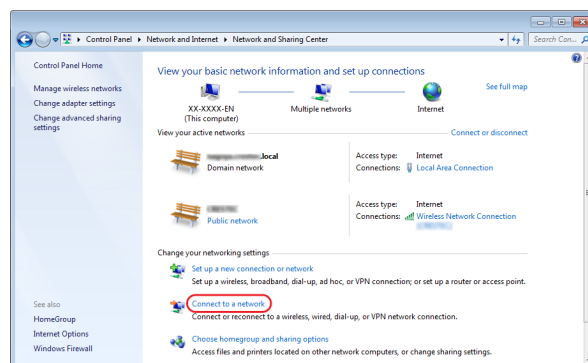 Control Panel
Network and Internet
Network and Sharing Center
Search Con...
Control Panel Home
Manage wireless networks
Change adapter settings
Change advanced sharing
settings
See also
HomeGroup
Internet Options
Windows Firewall
View your basic network information and set up connections
See full map
XX-XXXX-EN
(This computer)
Multiple networks
Internet
View your active networks
Connect or disconnect
.local
Domain network
Access type: Internet
Connections: Local Area Connection
Public network
Access type: Internet
Connections: Wireless Network Connection
Change your networking settings
Set up a new connection or network
Set up a wireless, broadband, dial-up, ad hoc, or VPN connection; or set up a router or access point.
Connect to a network
Connect or reconnect to a wireless, wired, dial-up, or VPN network connection.
Choose homegroup and sharing options
Access files and printers located on other network computers, or change sharing settings.